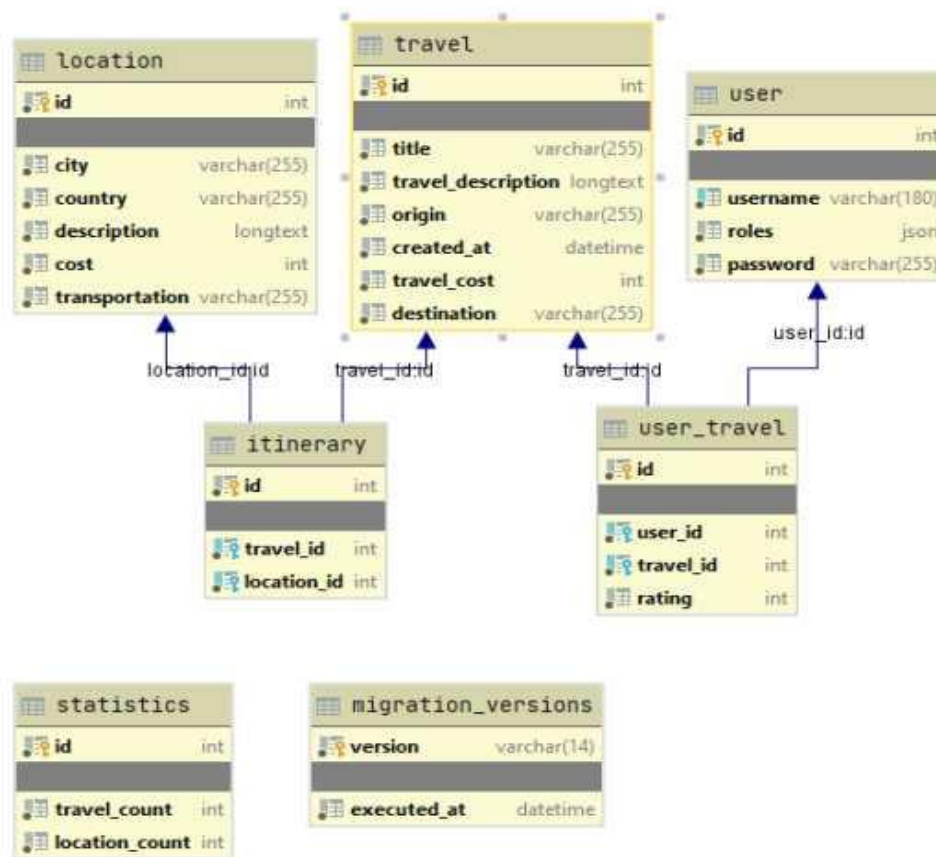 location
id int
city varchar(255)
country varchar(255)
description longtext
cost int
transportation varchar(255)
travel
id int
title varchar(255)
travel_description longtext
origin varchar(255)
created_at datetime
travel_cost int
destination varchar(255)
user
id int
username varchar(180)
roles json
password varchar(255)
location_id:id
travel_id:id
travel_id:id
user_id:id
itinerary
id int
travel_id int
location_id int
user_travel
id int
user_id int
travel_id int
rating int
statistics
id int
travel_count int
location_count int
migration_versions
version varchar(14)
executed_at datetime